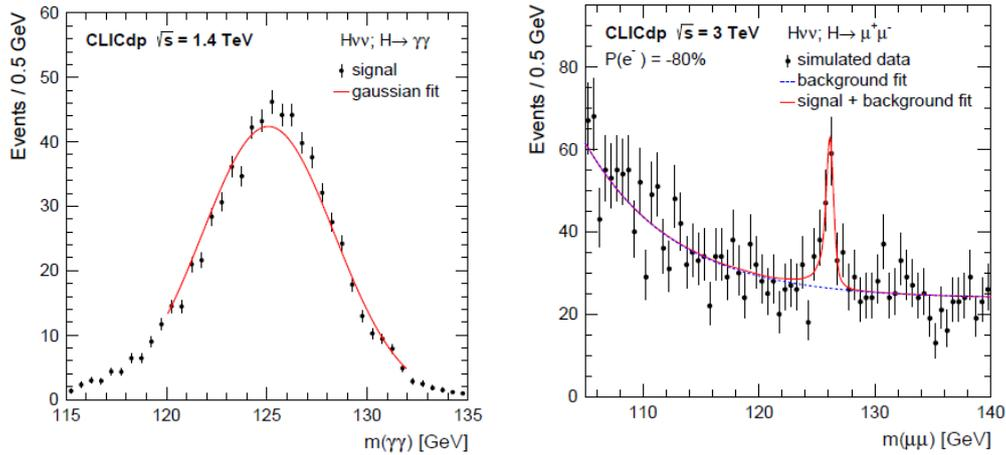 CLICdp √s = 1.4 TeV
Hνν; H→ γγ
signal
gaussian fit
Events / 0.5 GeV
60
50
40
30
20
10
0
115 120 125 130 135
m(γγ) [GeV]
CLICdp √s = 3 TeV
P(e⁻) = -80%
Hνν; H→ μ⁺μ⁻
simulated data
background fit
signal + background fit
Events / 0.5 GeV
80
60
40
20
0
110 120 130 140
m(μμ) [GeV]